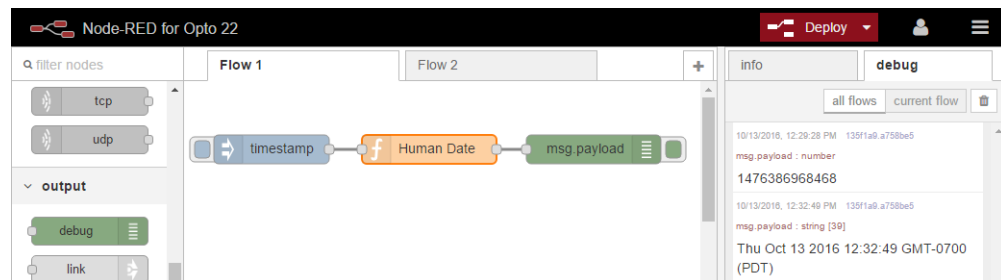 Node-RED for Opto 22
Deploy
filter nodes
Flow 1
Flow 2
+
info
debug
tcp
udp
output
debug
link
timestamp
f
Human Date
msg.payload
all flows
current flow
10/13/2016, 12:29:28 PM 135f1a9.a758be5
msg.payload : number
1476386968468
10/13/2016, 12:32:49 PM 135f1a9.a758be5
msg.payload : string [39]
Thu Oct 13 2016 12:32:49 GMT-0700
(PDT)